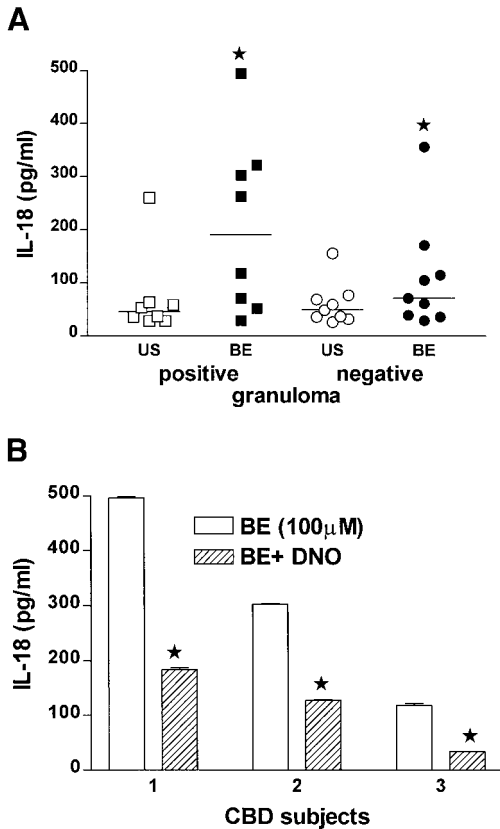 A
★
500
★
400
IL-18 (pg/ml)
300
200
100
0
US BE US BE
positive negative
granuloma
B
500
BE (100μM)
400
BE+ DNO
IL-18 (pg/ml)
300
200
★
★
100
★
0
1 2 3
CBD subjects